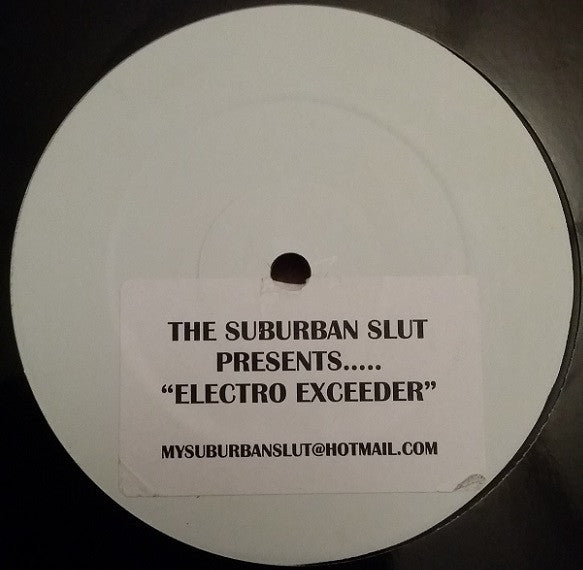 THE SUBURBAN SLUT
PRESENTS.....
“ELECTRO EXCEEDER”
MYSUBURBANSLUT@HOTMAIL.COM